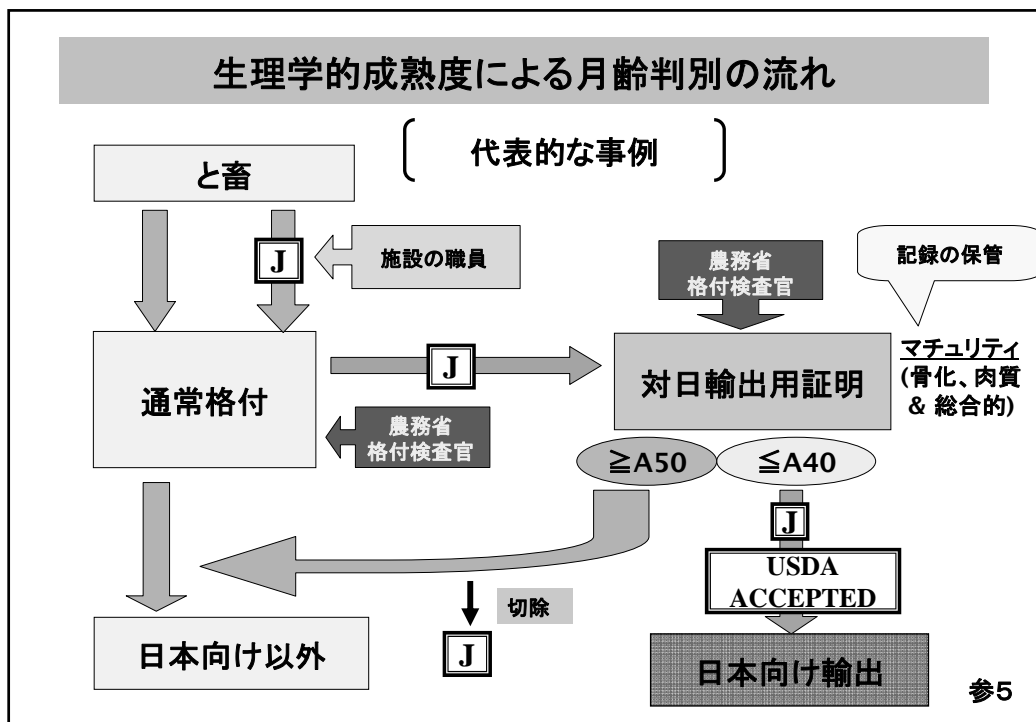 生理学的成熟度による月齢判別の流れ
代表的な事例
と畜
J
施設の職員
農務省
格付検査官
記録の保管
通常格付
J
対日輸出用証明
マチュリティ
(骨化、肉質
& 総合的)
農務省
格付検査官
≧A50
≦A40
J
USDA
ACCEPTED
切除
J
日本向け以外
日本向け輸出
参5